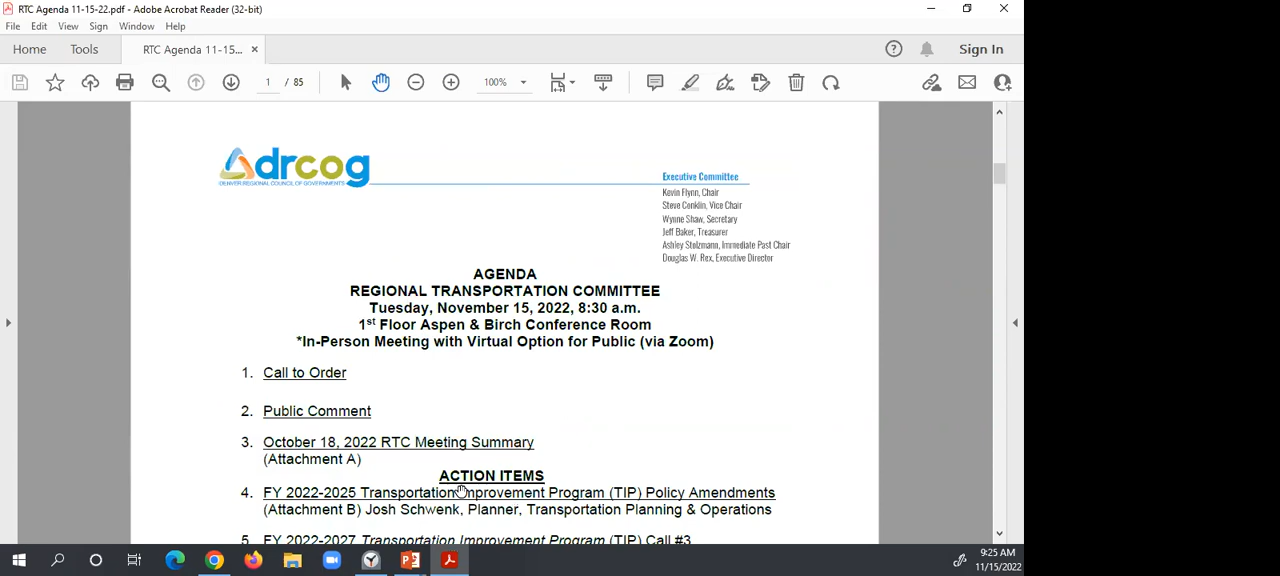 RTC Agenda 11-15-22.pdf - Adobe Acrobat Reader (32-bit)
File Edit View Sign Window Help
Home Tools RTC Agenda 11-15... × Sign In
1 / 85 100%
drcog
DENVER REGIONAL COUNCIL OF GOVERNMENTS
Executive Committee
Kevin Flynn, Chair
Steve Conklin, Vice Chair
Wynne Shaw, Secretary
Jeff Baker, Treasurer
Ashley Stolzmann, Immediate Past Chair
Douglas W. Rex, Executive Director
AGENDA
REGIONAL TRANSPORTATION COMMITTEE
Tuesday, November 15, 2022, 8:30 a.m.
1st Floor Aspen & Birch Conference Room
*In-Person Meeting with Virtual Option for Public (via Zoom)
1. Call to Order
2. Public Comment
3. October 18, 2022 RTC Meeting Summary
(Attachment A)
ACTION ITEMS
4. FY 2022-2025 Transportation Improvement Program (TIP) Policy Amendments
(Attachment B) Josh Schwenk, Planner, Transportation Planning & Operations
5. FY 2022-2027 Transportation Improvement Program (TIP) Call #3
9:25 AM
11/15/2022